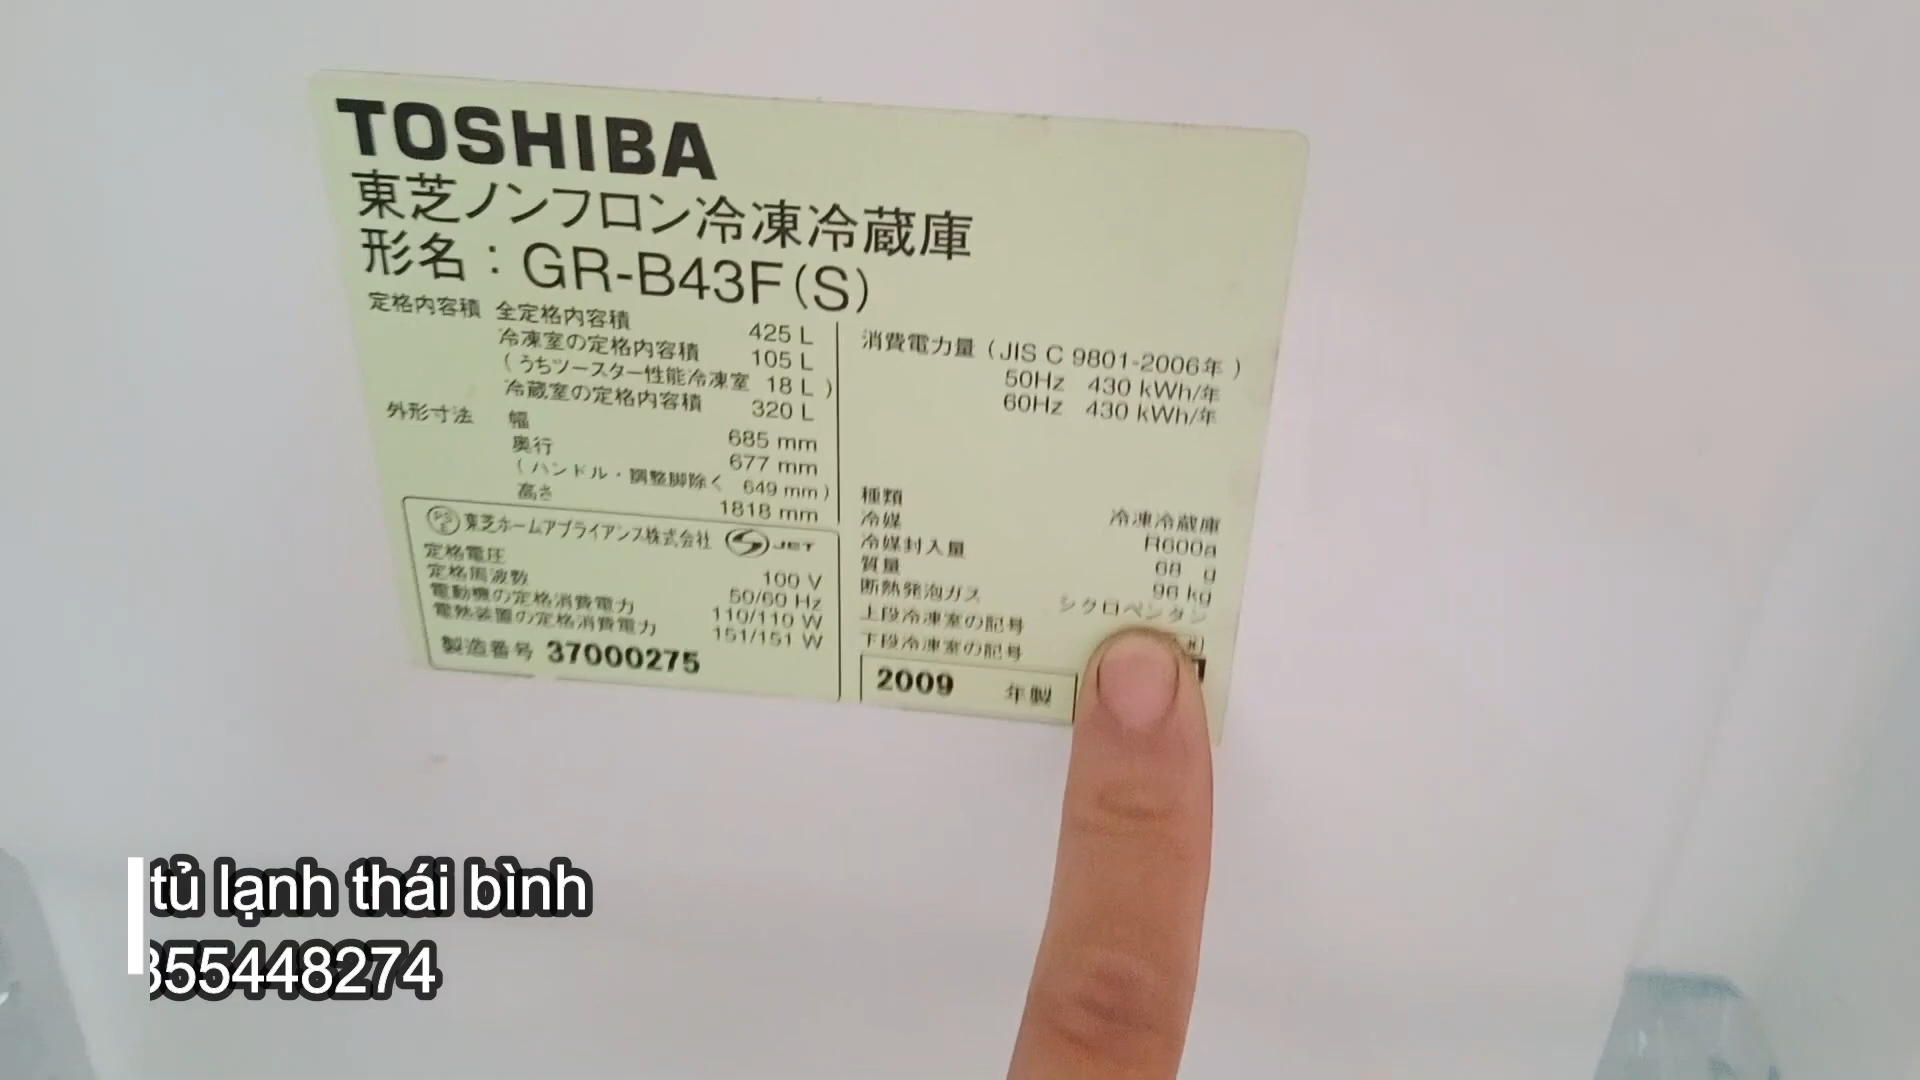 TOSHIBA
東芝ノンフロン冷凍冷蔵庫
形名：GR-B43F(S)
定格内容積 全定格内容積 425 L
冷凍室の定格内容積 105 L
(うちツースター性能冷凍室 18 L)
冷蔵室の定格内容積 320 L
外形寸法 幅 685 mm
奥行 677 mm
(ハンドル・調整脚除く 649 mm)
高さ 1818 mm
PS E 東芝ホームアプライアンス株式会社 JET
定格電圧 100 V
定格周波数 50/60 Hz
電動機の定格消費電力 110/110 W
電熱装置の定格消費電力 151/151 W
製造番号 37000275
消費電力量 (JIS C 9801-2006年)
50Hz 430 kWh/年
60Hz 430 kWh/年
種類 冷凍冷蔵庫
冷媒 R600a
冷媒封入量 68 g
質量 96 kg
断熱発泡ガス シクロペンタン
上段冷凍室の記号
下段冷凍室の記号
2009 年製
tủ lạnh thái bình
355448274